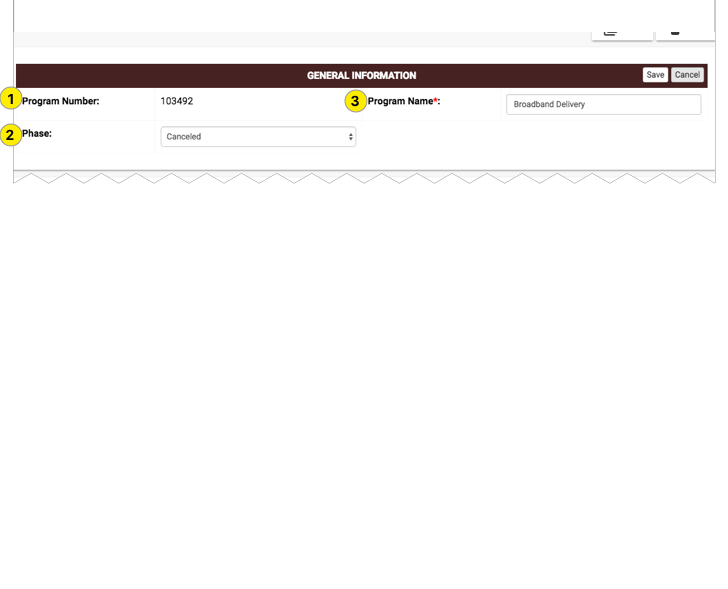 GENERAL INFORMATION Save Cancel
1 Program Number: 103492 3 Program Name*: Broadband Delivery
2 Phase: Canceled